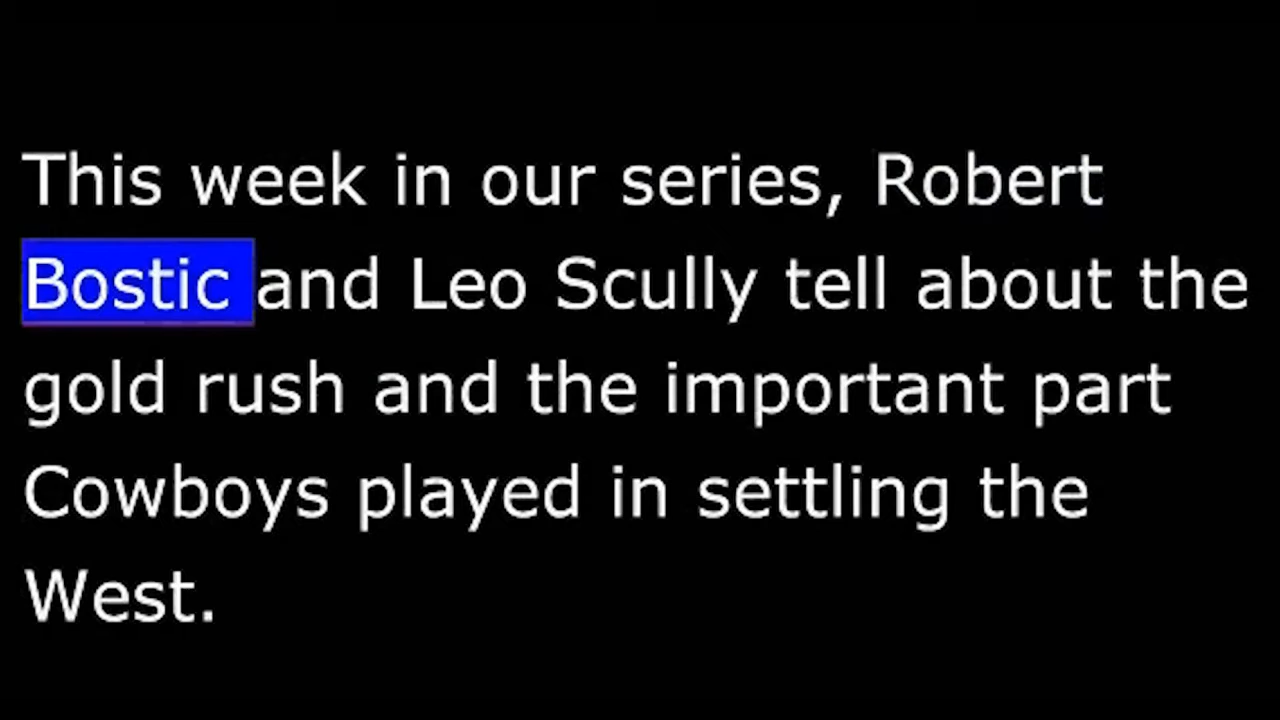 This week in our series, Robert
Bostic and Leo Scully tell about the
gold rush and the important part
Cowboys played in settling the
West.